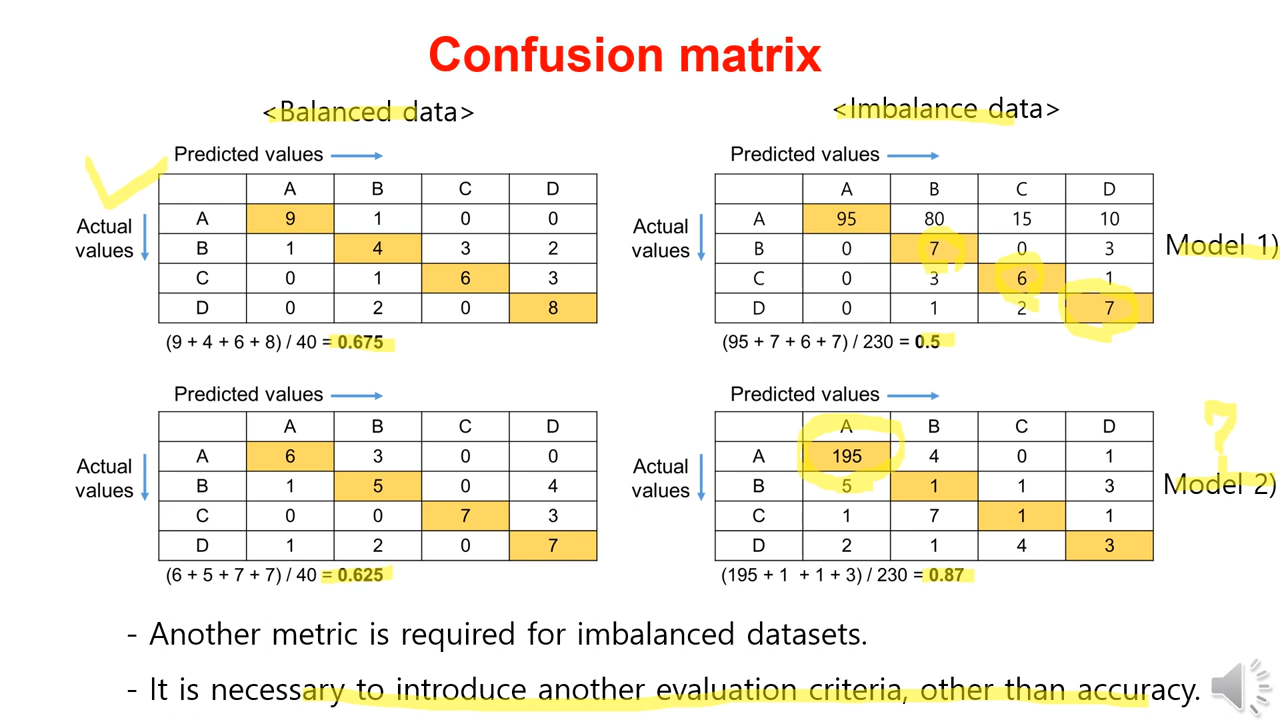 Confusion matrix
<Balanced data>
Predicted values
Actual
values
A B C D
A 9 1 0 0
B 1 4 3 2
C 0 1 6 3
D 0 2 0 8
(9 + 4 + 6 + 8) / 40 = 0.675
Predicted values
Actual
values
A B C D
A 6 3 0 0
B 1 5 0 4
C 0 0 7 3
D 1 2 0 7
(6 + 5 + 7 + 7) / 40 = 0.625
<Imbalance data>
Predicted values
Actual
values
A B C D
A 95 80 15 10
B 0 7 0 3
C 0 3 6 1
D 0 1 2 7
Model 1)
(95 + 7 + 6 + 7) / 230 = 0.5
Predicted values
Actual
values
A B C D
A 195 4 0 1
B 5 1 1 3
C 1 7 1 1
D 2 1 4 3
?
Model 2)
(195 + 1 + 1 + 3) / 230 = 0.87
- Another metric is required for imbalanced datasets.
- It is necessary to introduce another evaluation criteria, other than accuracy.